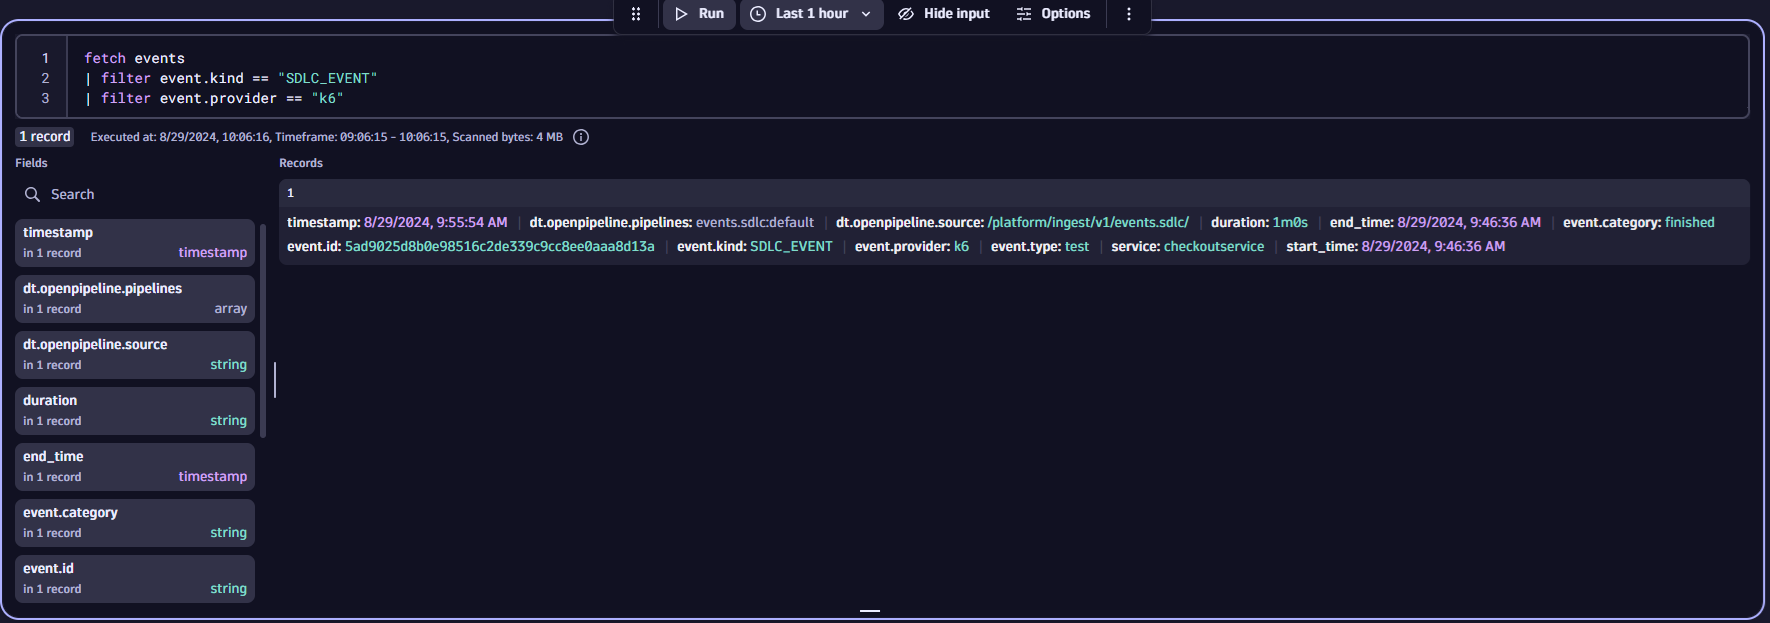 Run Last 1 hour Hide input Options
1 fetch events
2 | filter event.kind == "SDLC_EVENT"
3 | filter event.provider == "k6"
1 record Executed at: 8/29/2024, 10:06:16, Timeframe: 09:06:15 - 10:06:15, Scanned bytes: 4 MB
Fields
Search
timestamp
in 1 record timestamp
dt.openpipeline.pipelines
in 1 record array
dt.openpipeline.source
in 1 record string
duration
in 1 record string
end_time
in 1 record timestamp
event.category
in 1 record string
event.id
in 1 record string
Records
1
timestamp: 8/29/2024, 9:55:54 AM | dt.openpipeline.pipelines: events.sdlc:default | dt.openpipeline.source: /platform/ingest/v1/events.sdlc/ | duration: 1m0s | end_time: 8/29/2024, 9:46:36 AM | event.category: finished
event.id: 5ad9025d8b0e98516c2de339c9cc8ee0aaa8d13a | event.kind: SDLC_EVENT | event.provider: k6 | event.type: test | service: checkoutservice | start_time: 8/29/2024, 9:46:36 AM